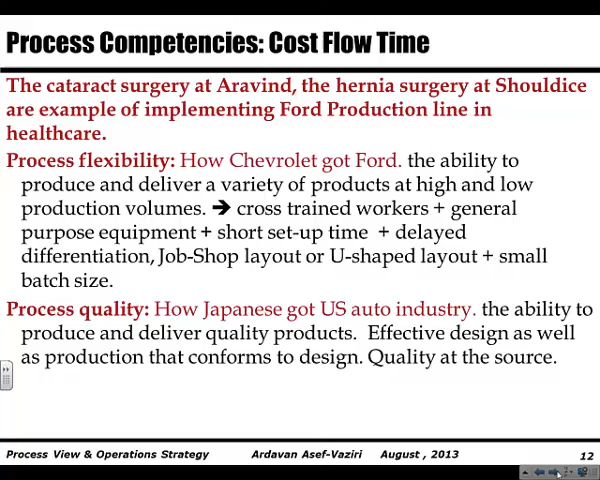 Process Competencies: Cost Flow Time
The cataract surgery at Aravind, the hernia surgery at Shouldice
are example of implementing Ford Production line in
healthcare.
Process flexibility: How Chevrolet got Ford. the ability to
produce and deliver a variety of products at high and low
production volumes. ➔ cross trained workers + general
purpose equipment + short set-up time + delayed
differentiation, Job-Shop layout or U-shaped layout + small
batch size.
Process quality: How Japanese got US auto industry. the ability to
produce and deliver quality products. Effective design as well
as production that conforms to design. Quality at the source.
Process View & Operations Strategy Ardavan Asef-Vaziri August , 2013 12